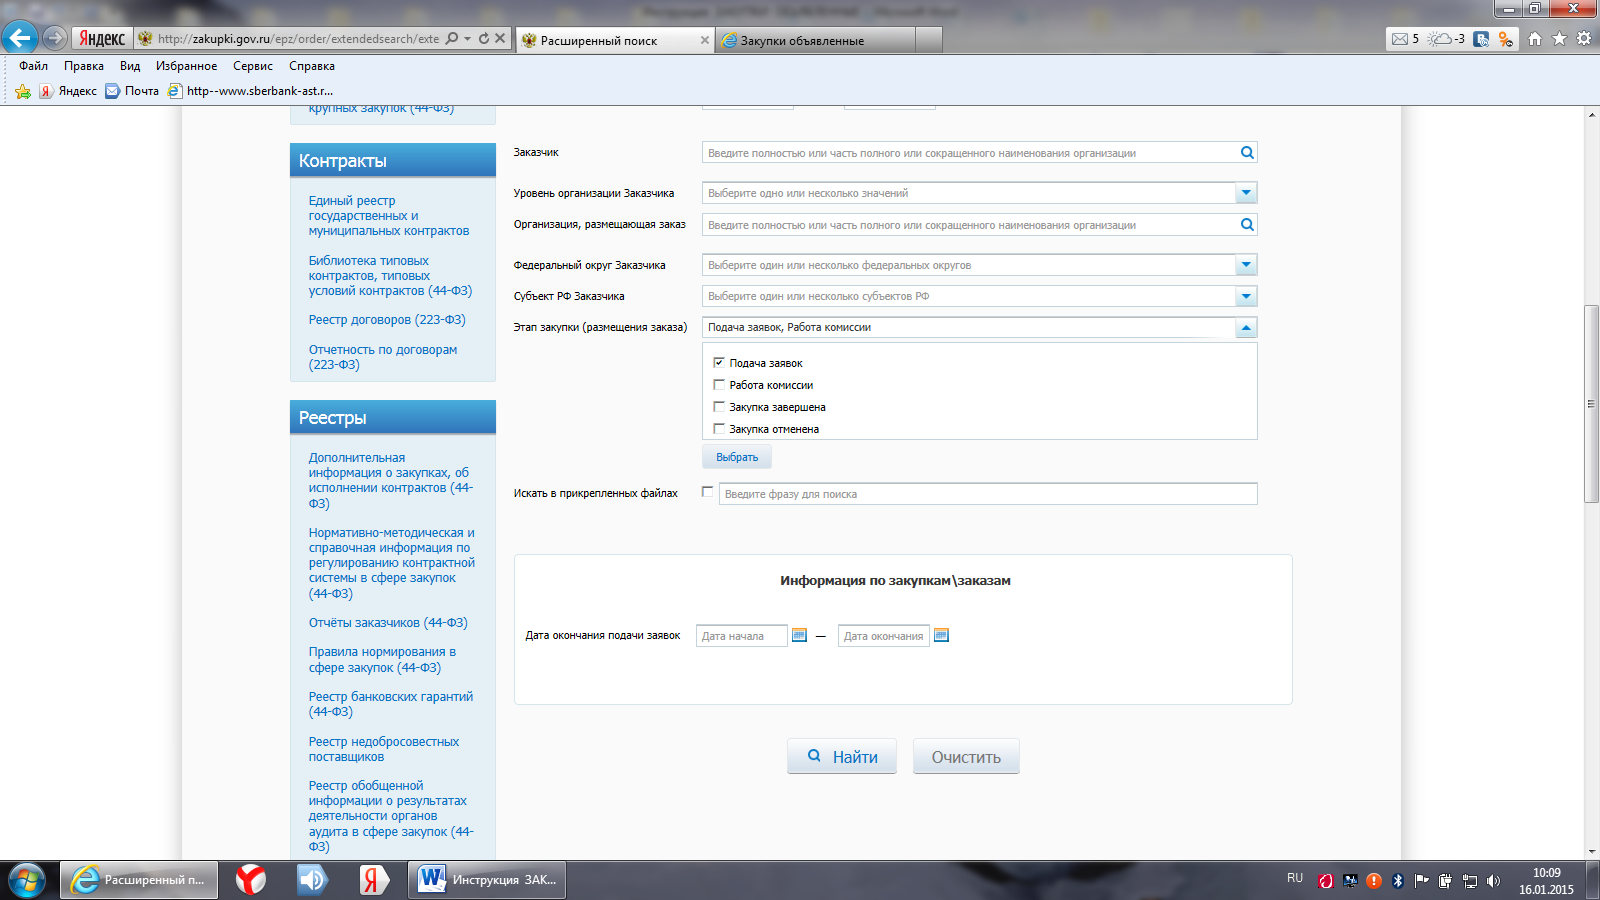 Яндекс
http://zakupki.gov.ru/epz/order/extendedsearch/exte
Расширенный поиск
Закупки объявленные
5
-3
Файл Правка Вид Избранное Сервис Справка
Яндекс Почта http--www.sberbank-ast.r...
крупных закупок (44-ФЗ)
Контракты
Единый реестр
государственных и
муниципальных контрактов
Библиотека типовых
контрактов, типовых
условий контрактов (44-ФЗ)
Реестр договоров (223-ФЗ)
Отчетность по договорам
(223-ФЗ)
Реестры
Дополнительная
информация о закупках, об
исполнении контрактов (44-
ФЗ)
Нормативно-методическая и
справочная информация по
регулированию контрактной
системы в сфере закупок
(44-ФЗ)
Отчёты заказчиков (44-ФЗ)
Правила нормирования в
сфере закупок (44-ФЗ)
Реестр банковских гарантий
(44-ФЗ)
Реестр недобросовестных
поставщиков
Реестр обобщенной
информации о результатах
деятельности органов
аудита в сфере закупок (44-
ФЗ)
Заказчик Введите полностью или часть полного или сокращенного наименования организации
Уровень организации Заказчика Выберите одно или несколько значений
Организация, размещающая заказ Введите полностью или часть полного или сокращенного наименования организации
Федеральный округ Заказчика Выберите один или несколько федеральных округов
Субъект РФ Заказчика Выберите один или несколько субъектов РФ
Этап закупки (размещения заказа) Подача заявок, Работа комиссии
Подача заявок
Работа комиссии
Закупка завершена
Закупка отменена
Выбрать
Искать в прикрепленных файлах Введите фразу для поиска
Информация по закупкам\заказам
Дата окончания подачи заявок Дата начала — Дата окончания
Найти Очистить
Расширенный п...
Я
Инструкция ЗАК...
RU
10:09
16.01.2015